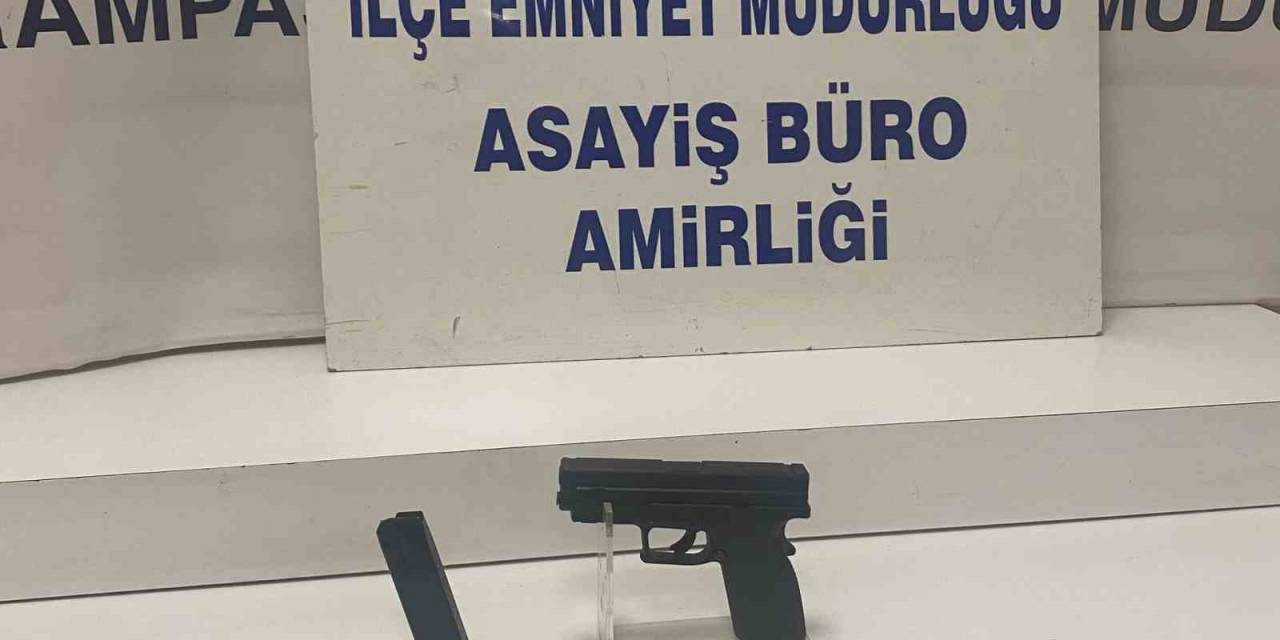 İLÇE EMNİYET MÜDÜRLÜĞÜ
ASAYİŞ BÜRO
AMİRLİĞİ